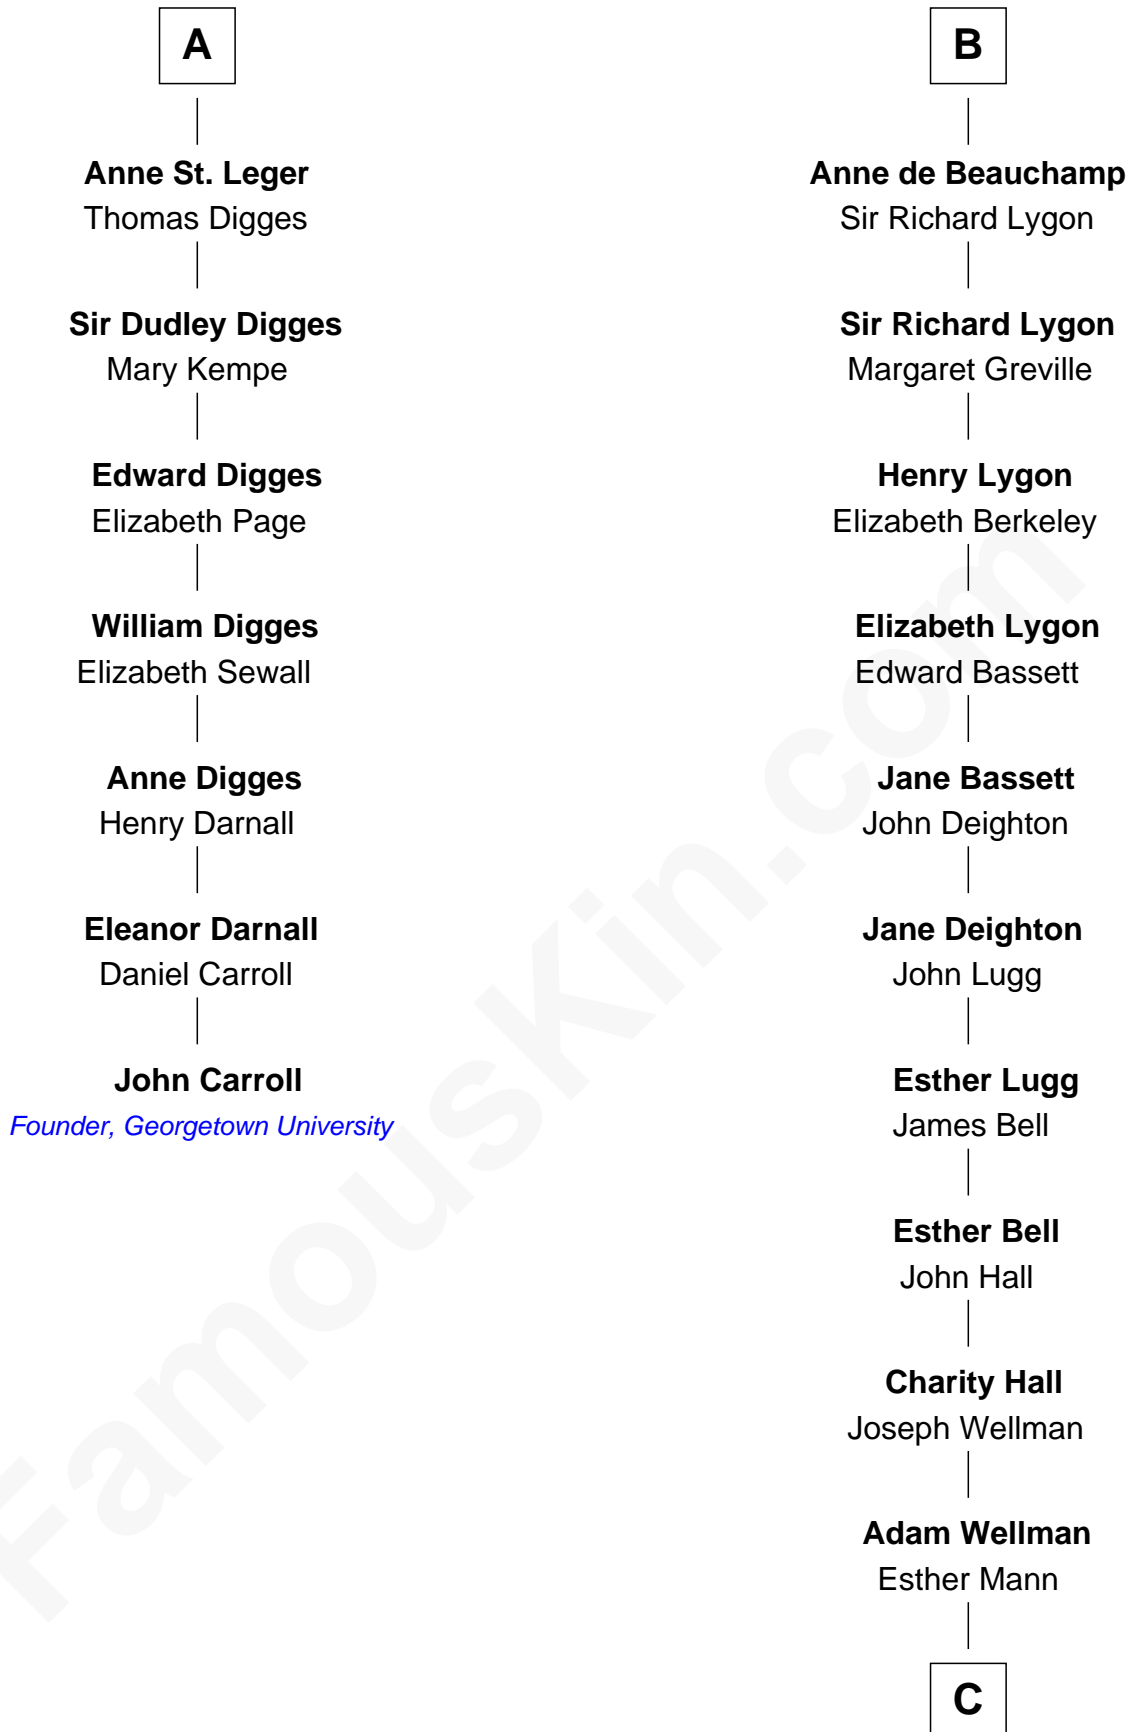 A
Anne St. Leger
Thomas Digges
Sir Dudley Digges
Mary Kempe
Edward Digges
Elizabeth Page
William Digges
Elizabeth Sewall
Anne Digges
Henry Darnall
Eleanor Darnall
Daniel Carroll
John Carroll
Founder, Georgetown University
B
Anne de Beauchamp
Sir Richard Lygon
Sir Richard Lygon
Margaret Greville
Henry Lygon
Elizabeth Berkeley
Elizabeth Lygon
Edward Bassett
Jane Bassett
John Deighton
Jane Deighton
John Lugg
Esther Lugg
James Bell
Esther Bell
John Hall
Charity Hall
Joseph Wellman
Adam Wellman
Esther Mann
C
FamousKin.com